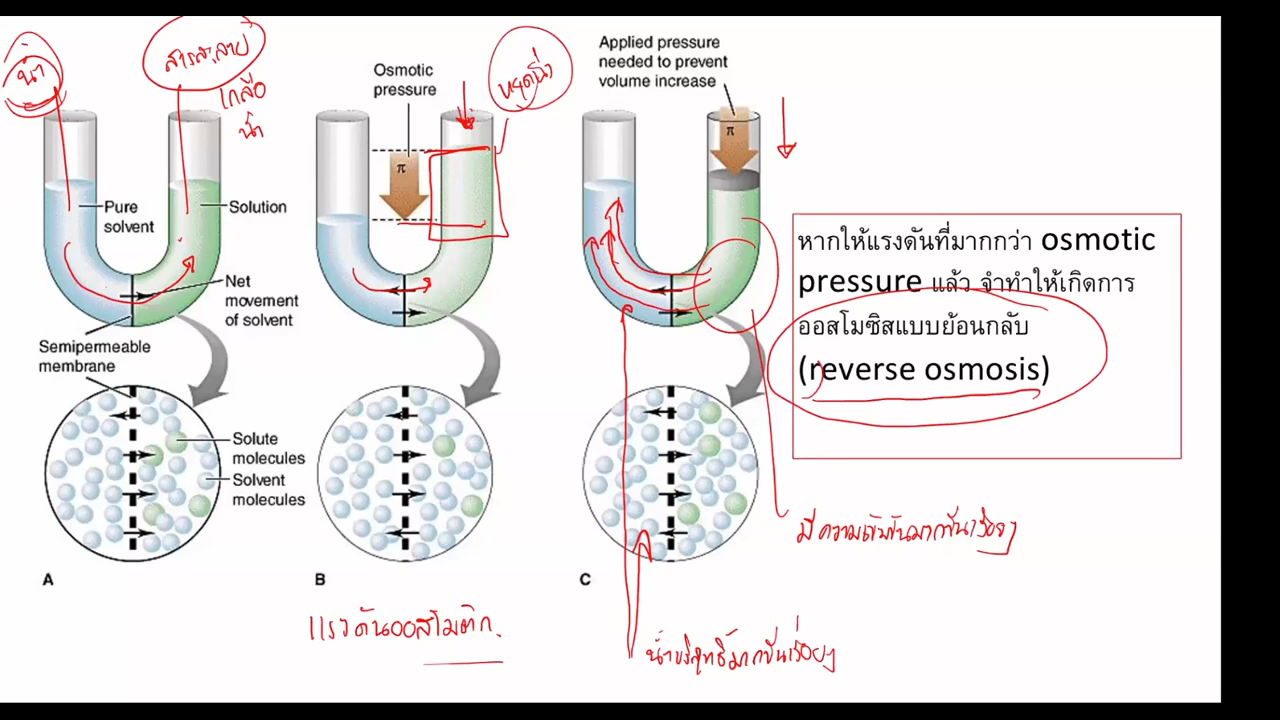 น้ำ
สารละลาย
เกลือ
น้ำ
Pure
solvent
Solution
Net
movement
of solvent
Semipermeable
membrane
Solute
molecules
Solvent
molecules
A
Osmotic
pressure
π
หยุดนิ่ง
B
แรงดันออสโมติก
Applied pressure
needed to prevent
volume increase
π
C
หากให้แรงดันที่มากกว่า osmotic
pressure แล้ว จำทำให้เกิดการ
ออสโมซิสแบบย้อนกลับ
(reverse osmosis)
มีความเข้มข้นมากขึ้นเรื่อยๆ
น้ำบริสุทธิ์มากขึ้นเรื่อยๆ